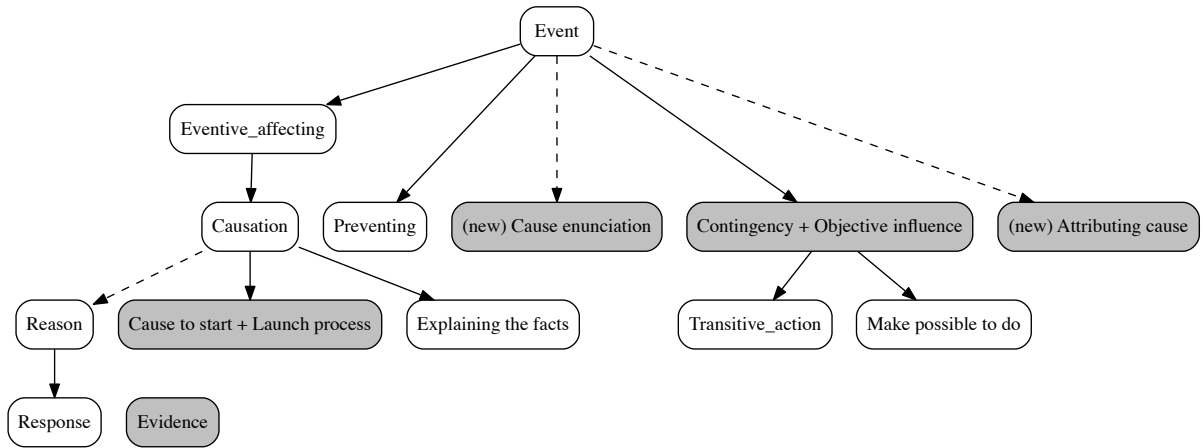 Event
Eventive_affecting
Causation
Preventing
(new) Cause enunciation
Contingency + Objective influence
(new) Attributing cause
Reason
Cause to start + Launch process
Explaining the facts
Transitive_action
Make possible to do
Response
Evidence